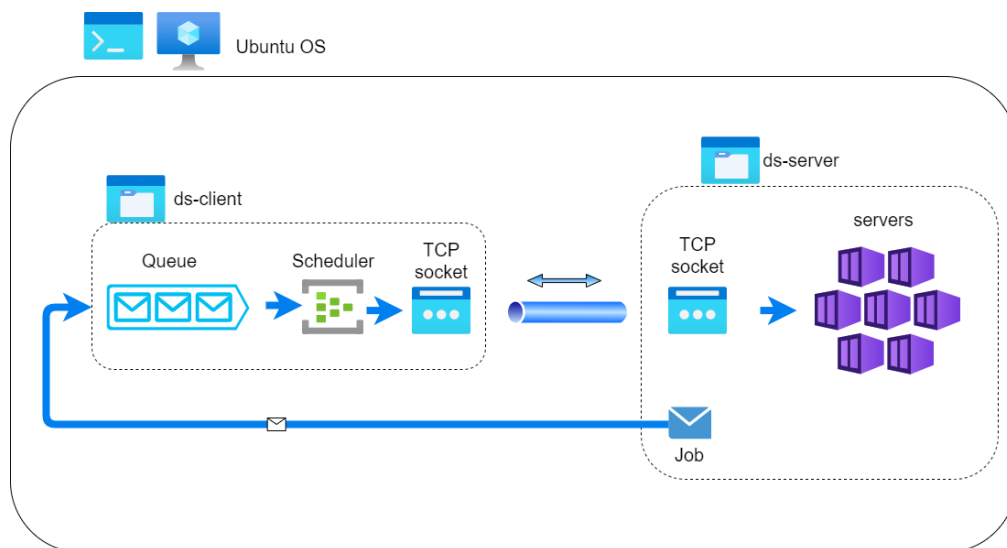 Ubuntu OS
ds-server
ds-client
servers
Queue
Scheduler
TCP
socket
TCP
socket
Job